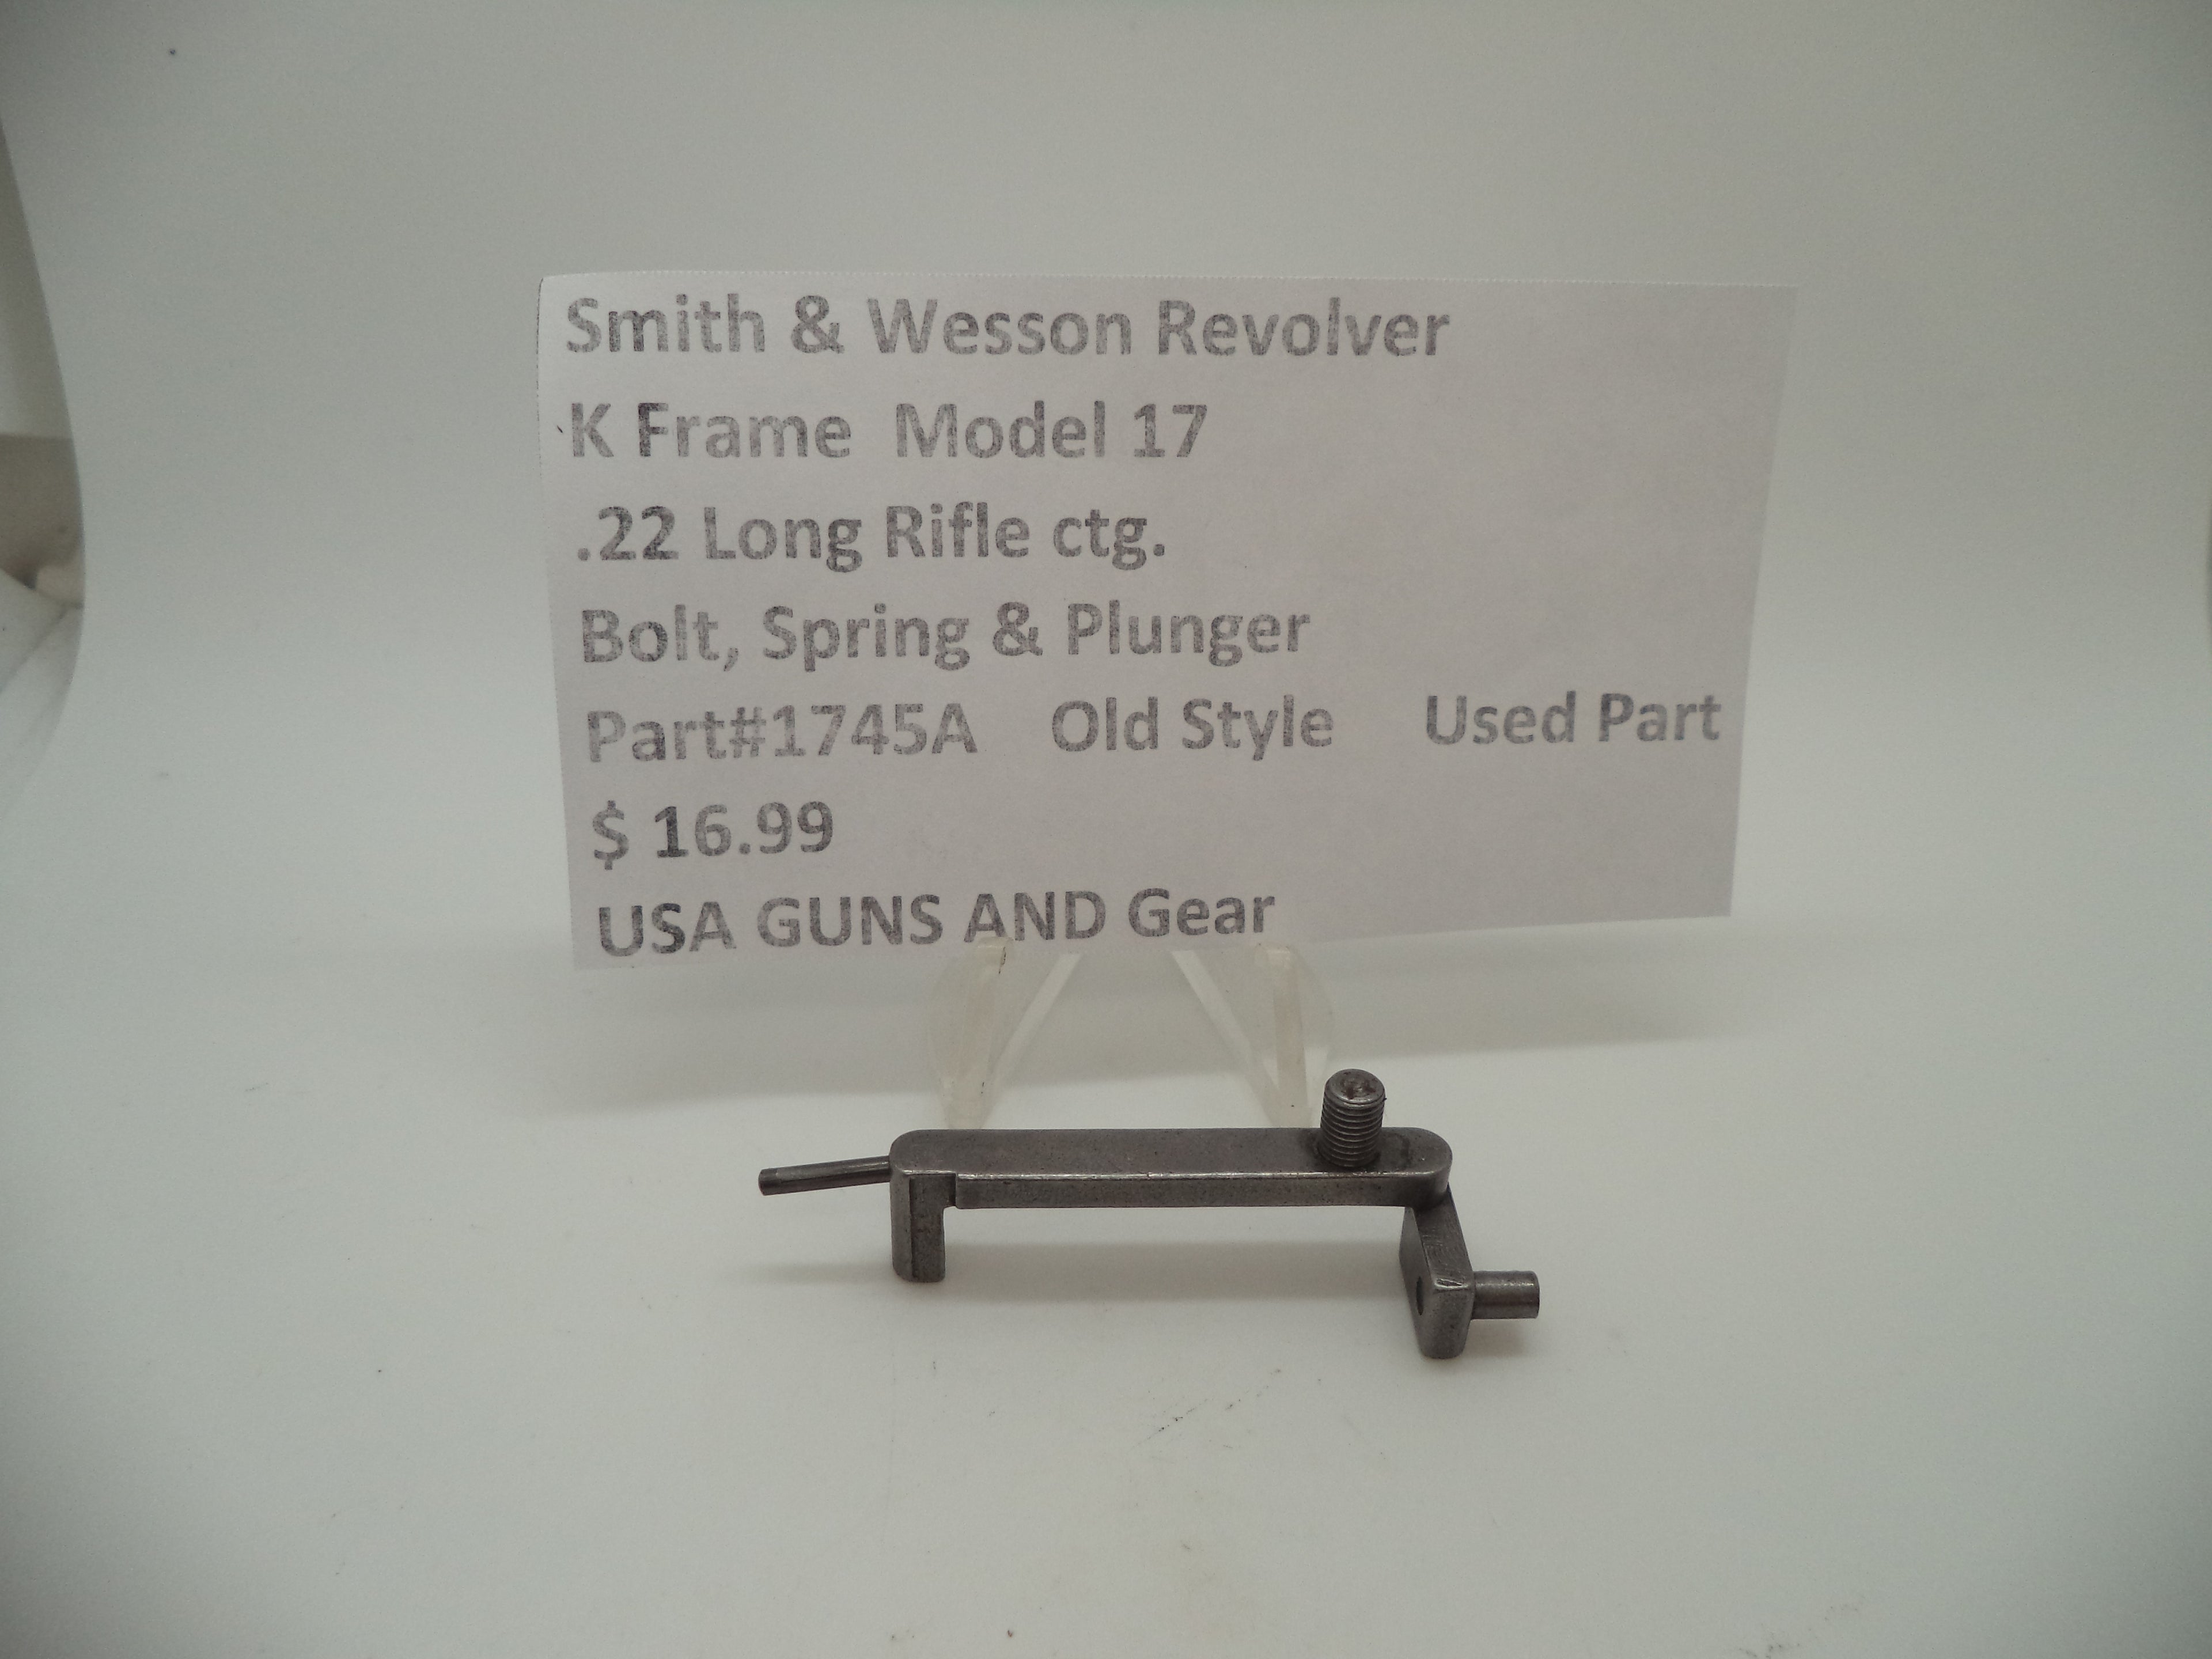 Smith & Wesson Revolver
K Frame Model 17
.22 Long Rifle ctg.
Bolt, Spring & Plunger
Part#1745A Old Style Used Part
$ 16.99
USA GUNS AND Gear